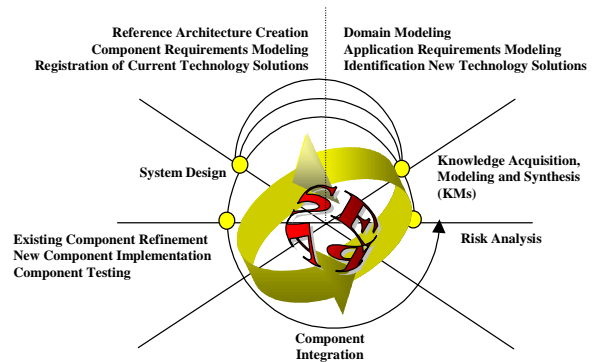 Reference Architecture Creation
Component Requirements Modeling
Registration of Current Technology Solutions
Domain Modeling
Application Requirements Modeling
Identification New Technology Solutions
System Design
Knowledge Acquisition,
Modeling and Synthesis
(KMs)
Existing Component Refinement
New Component Implementation
Component Testing
Risk Analysis
Component
Integration